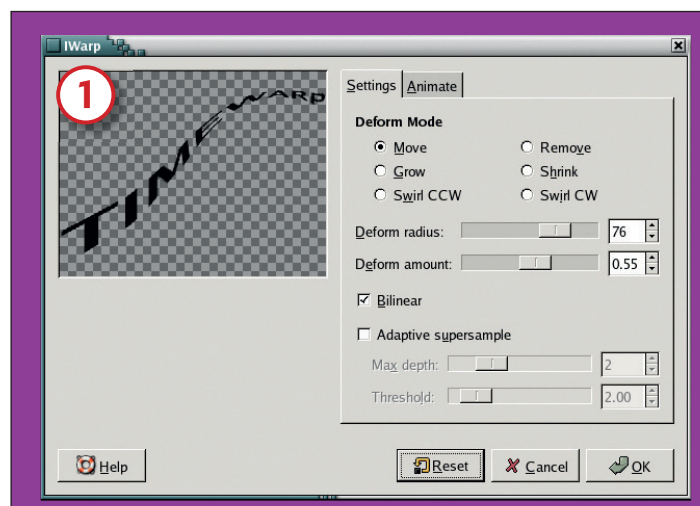 IWarp
1
TIMEWARP
Settings Animate
Deform Mode
Move Remove
Grow Shrink
Swirl CCW Swirl CW
Deform radius: 76
Deform amount: 0.55
Bilinear
Adaptive supersample
Max depth: 2
Threshold: 2.00
Help Reset Cancel OK